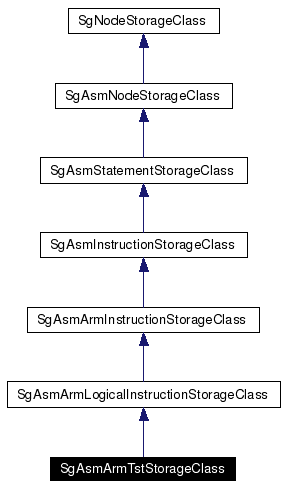 SgNodeStorageClass
SgAsmNodeStorageClass
SgAsmStatementStorageClass
SgAsmInstructionStorageClass
SgAsmArmInstructionStorageClass
SgAsmArmLogicalInstructionStorageClass
SgAsmArmTstStorageClass